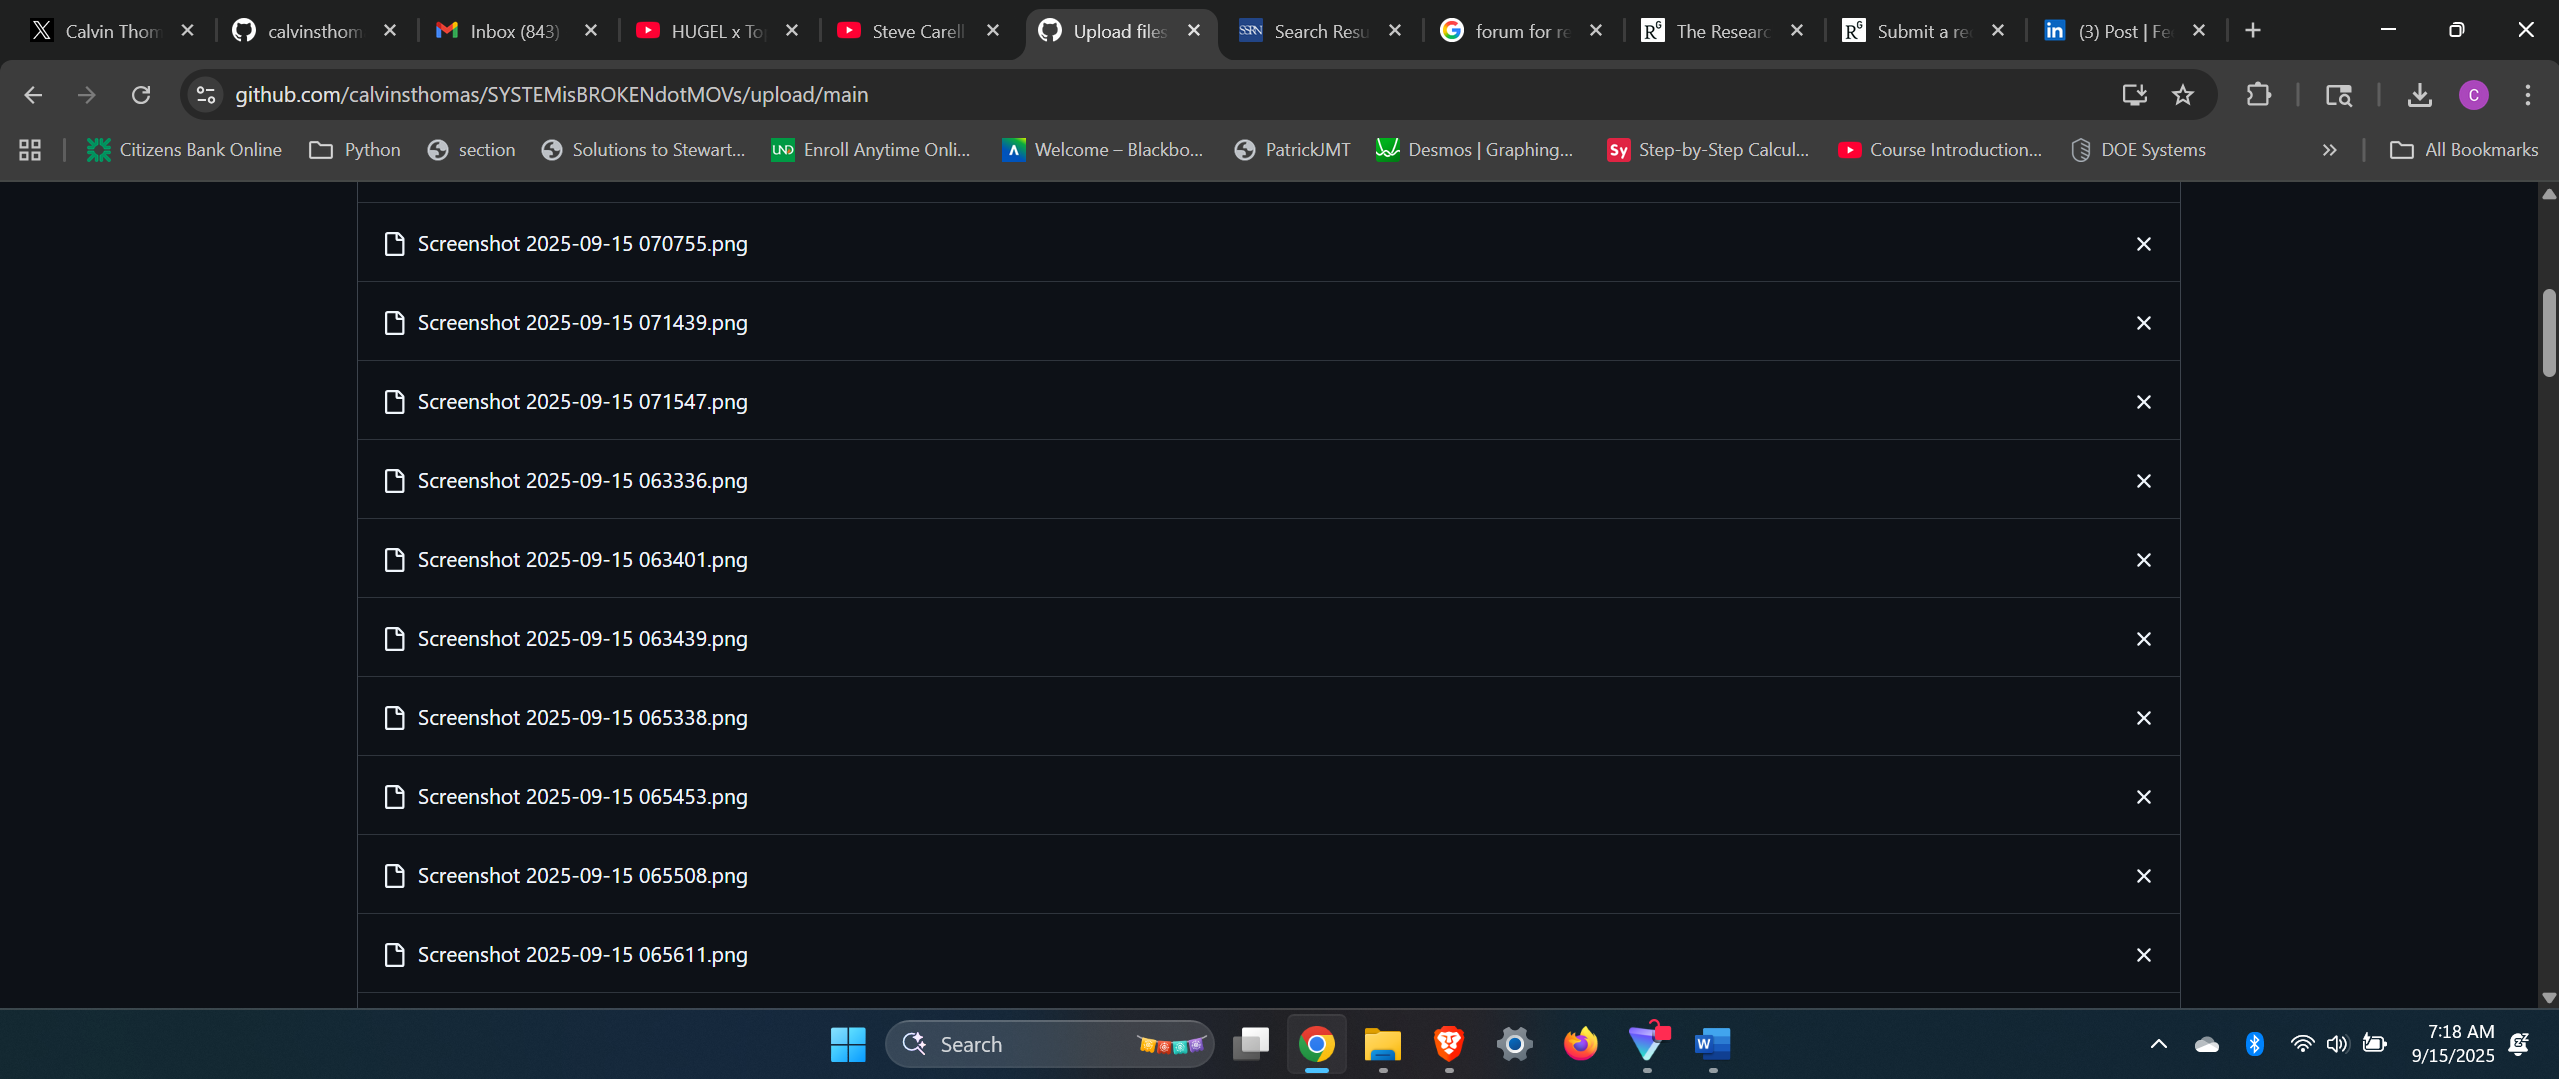 Calvin Thom
calvinsthom
Inbox (843)
HUGEL x To
Steve Carell
Upload files
SSRN
Search Resu
forum for re
The Researc
Submit a re
(3) Post | Fe
github.com/calvinsthomas/SYSTEMisBROKENdotMOVs/upload/main
C
Citizens Bank Online
Python
section
Solutions to Stewart...
UND
Enroll Anytime Onli...
Welcome – Blackbo...
PatrickJMT
Desmos | Graphing...
Sy
Step-by-Step Calcul...
Course Introduction...
DOE Systems
All Bookmarks
Screenshot 2025-09-15 070755.png
Screenshot 2025-09-15 071439.png
Screenshot 2025-09-15 071547.png
Screenshot 2025-09-15 063336.png
Screenshot 2025-09-15 063401.png
Screenshot 2025-09-15 063439.png
Screenshot 2025-09-15 065338.png
Screenshot 2025-09-15 065453.png
Screenshot 2025-09-15 065508.png
Screenshot 2025-09-15 065611.png
Search
7:18 AM
9/15/2025